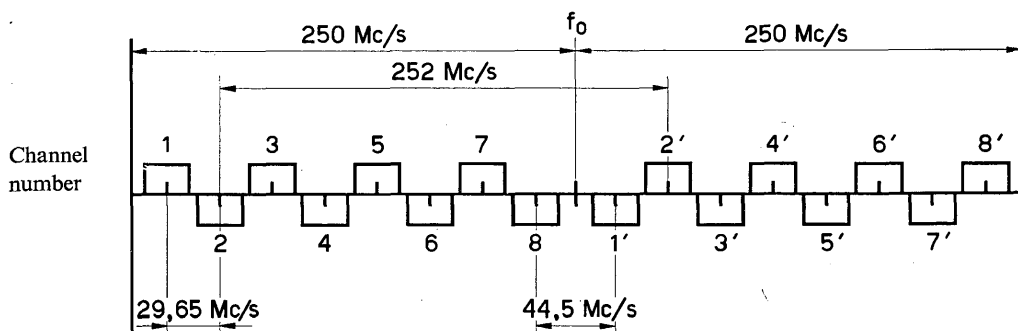 f₀
250 Mc/s 250 Mc/s
252 Mc/s
Channel number
1 3 5 7 2′ 4′ 6′ 8′
2 4 6 8 1′ 3′ 5′ 7′
29,65 Mc/s 44,5 Mc/s